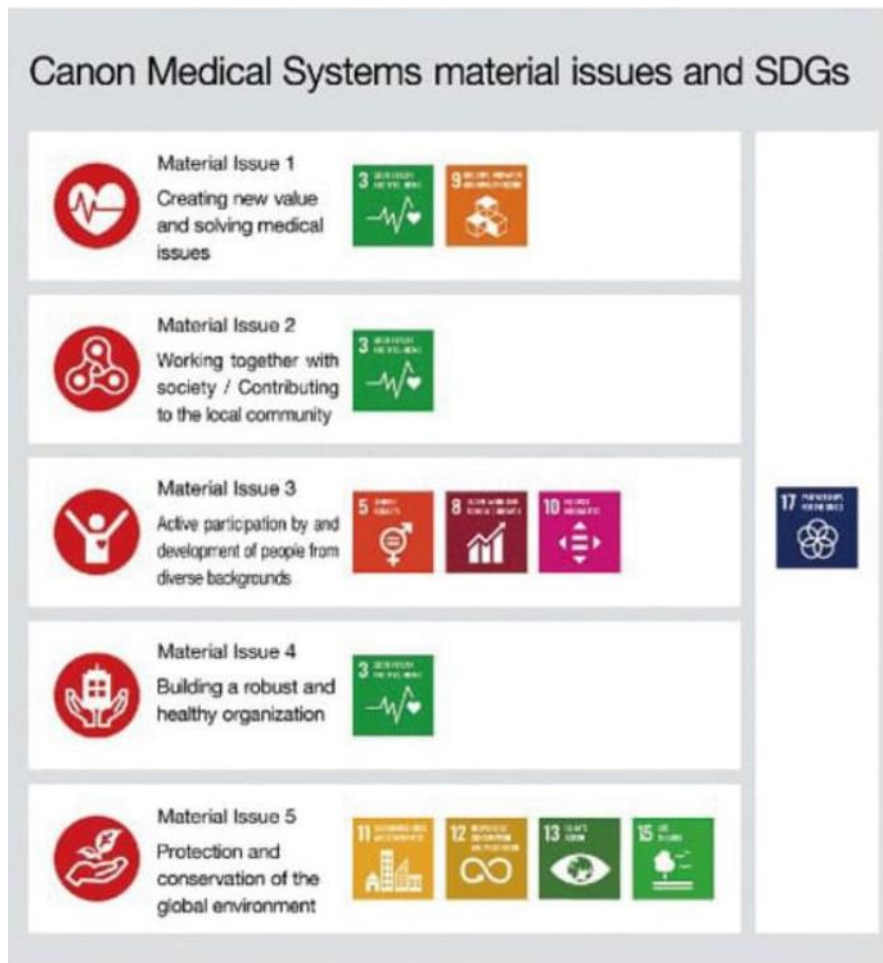 Canon Medical Systems material issues and SDGs
Material Issue 1
Creating new value
and solving medical
issues
3
9
Material Issue 2
Working together with
society / Contributing
to the local community
3
Material Issue 3
Active participation by and
development of people from
diverse backgrounds
5
8
10
17
Material Issue 4
Building a robust and
healthy organization
3
Material Issue 5
Protection and
conservation of the
global environment
11
12
13
15